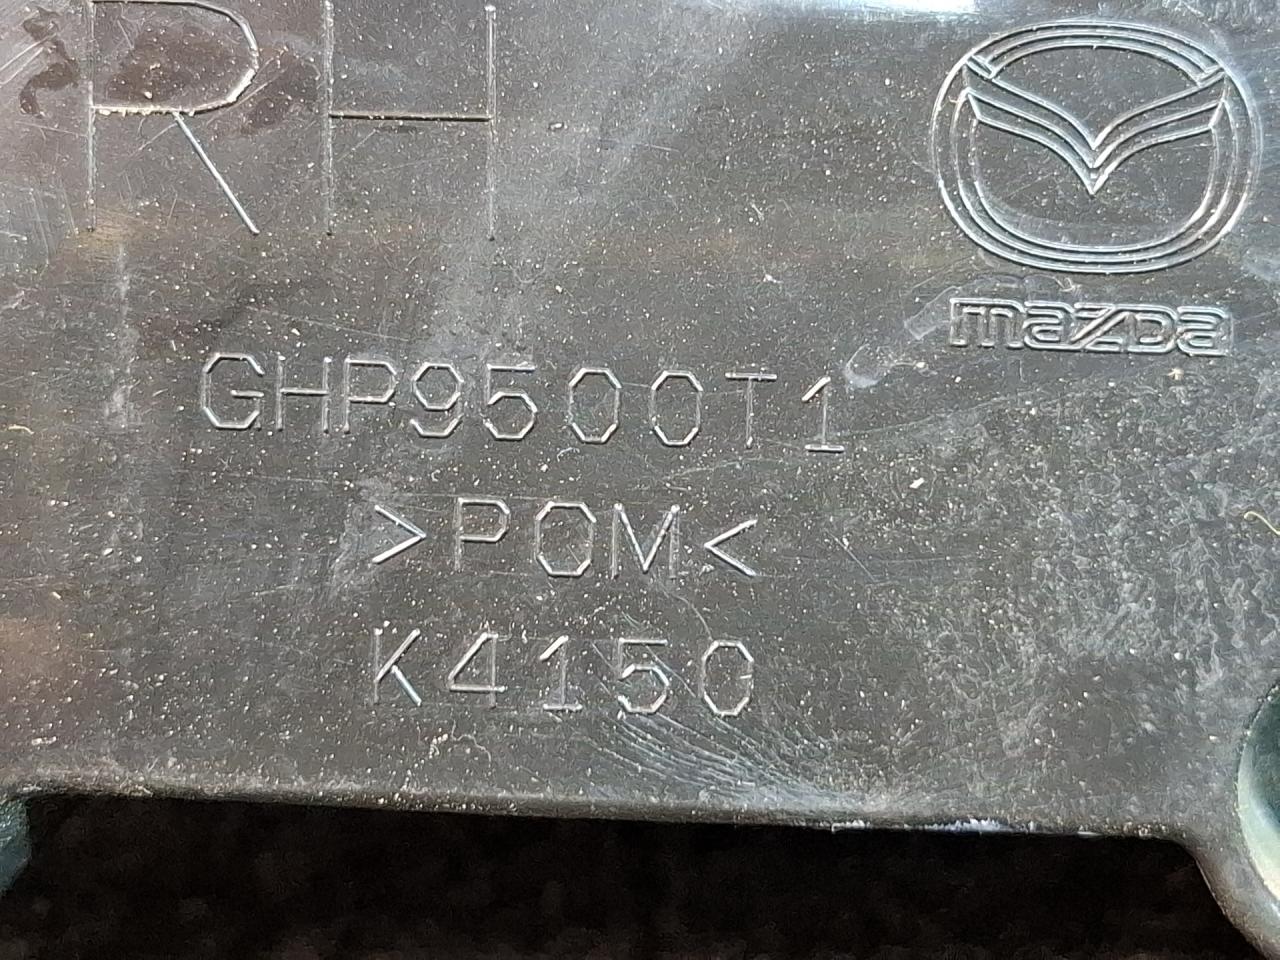 RH
mazda
GHP9500T1
>POM<
K4150